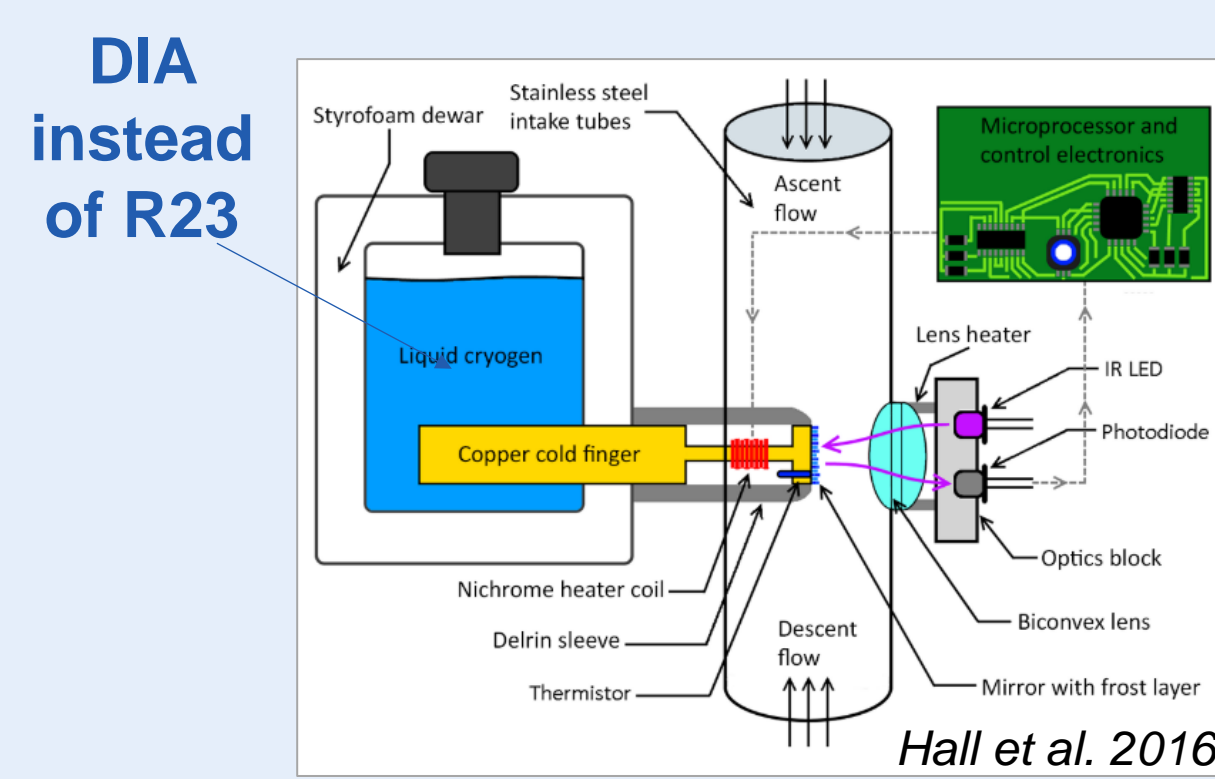 DIA
instead
of R23
Styrofoam dewar
Stainless steel
intake tubes
Microprocessor and
control electronics
Ascent
flow
Liquid cryogen
Lens heater
IR LED
Photodiode
Copper cold finger
Optics block
Nichrome heater coil
Biconvex lens
Delrin sleeve
Descent
flow
Thermistor
Mirror with frost layer
Hall et al. 2016